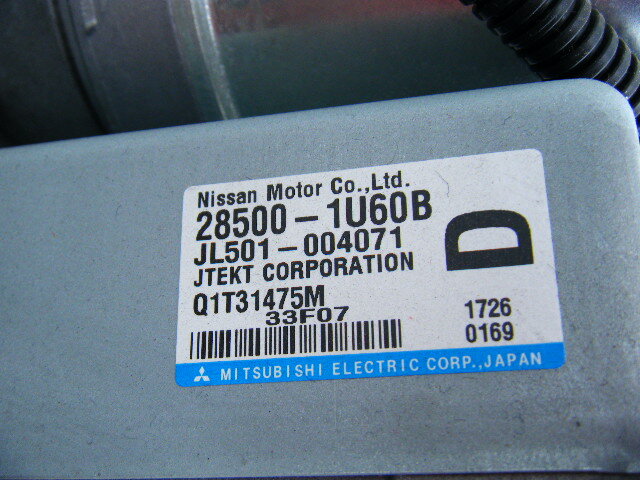 Nissan Motor Co.,Ltd.
28500-1U60B
JL501-004071
JTEKT CORPORATION
D
Q1T31475M
33F07
1726
0169
MITSUBISHI ELECTRIC CORP.,JAPAN